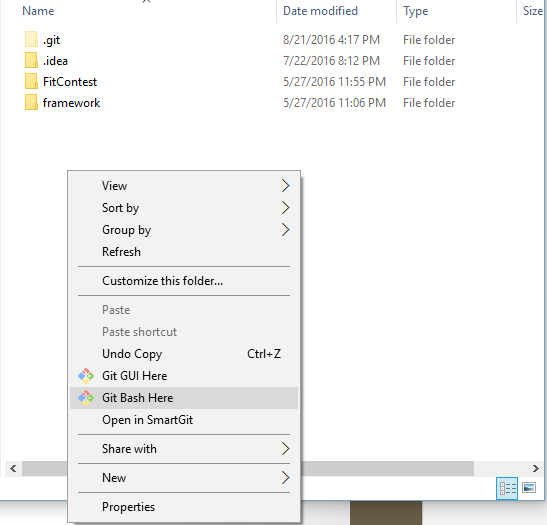 Name Date modified Type Size
.git 8/21/2016 4:17 PM File folder
.idea 7/22/2016 8:12 PM File folder
FitContest 5/27/2016 11:55 PM File folder
framework 5/27/2016 11:06 PM File folder
View
Sort by
Group by
Refresh
Customize this folder...
Paste
Paste shortcut
Undo Copy Ctrl+Z
Git GUI Here
Git Bash Here
Open in SmartGit
Share with
New
Properties